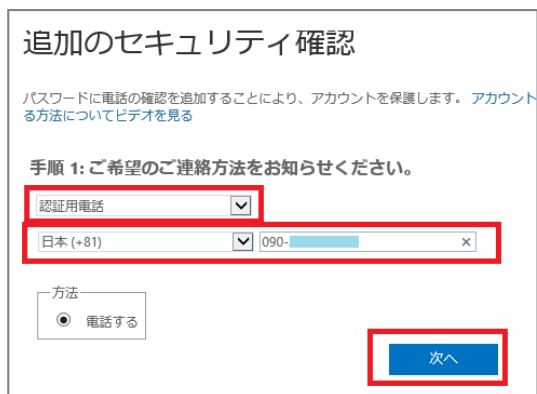 追加のセキュリティ確認
パスワードに電話の確認を追加することにより、アカウントを保護します。 アカウント
る方法についてビデオを見る
手順 1: ご希望のご連絡方法をお知らせください。
認証用電話
日本 (+81) 090- ×
方法
電話する
次へ